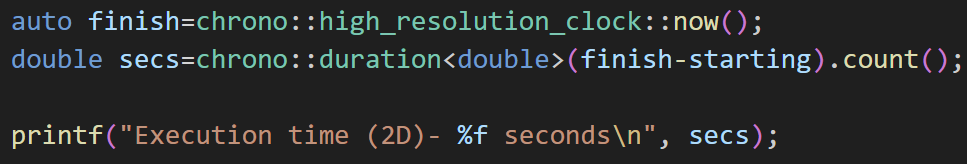 auto finish=chrono::high_resolution_clock::now();
double secs=chrono::duration<double>(finish-starting).count();
printf("Execution time (2D)- %f seconds\n", secs);